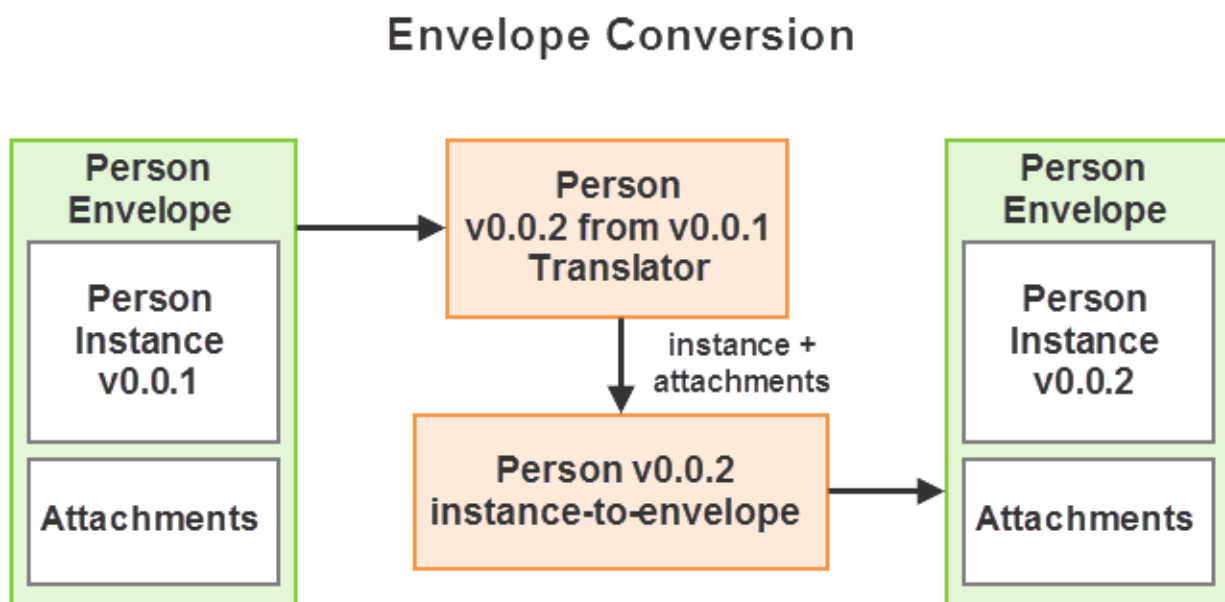 Envelope Conversion
Person
Envelope
Person
Instance
v0.0.1
Attachments
Person
v0.0.2 from v0.0.1
Translator
instance +
attachments
Person v0.0.2
instance-to-envelope
Person
Envelope
Person
Instance
v0.0.2
Attachments